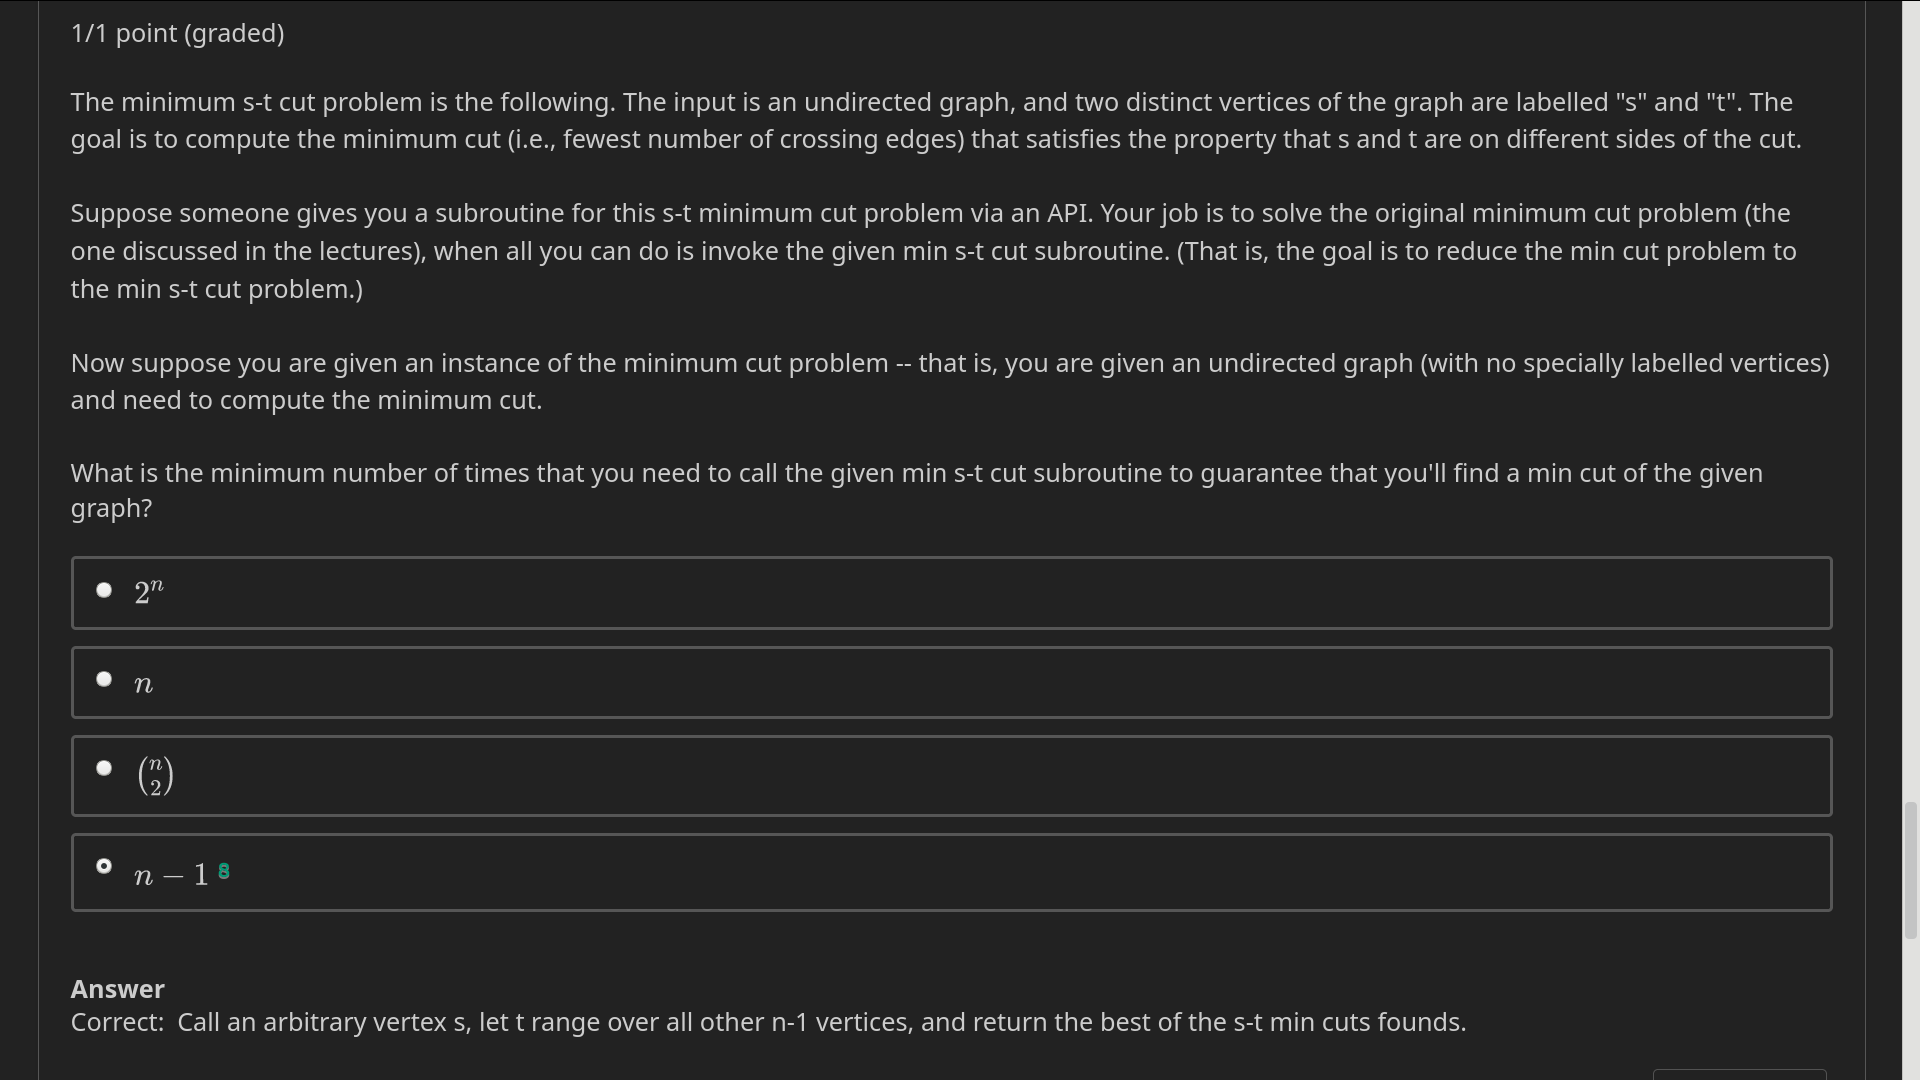 1/1 point (graded)
The minimum s-t cut problem is the following. The input is an undirected graph, and two distinct vertices of the graph are labelled "s" and "t". The
goal is to compute the minimum cut (i.e., fewest number of crossing edges) that satisfies the property that s and t are on different sides of the cut.
Suppose someone gives you a subroutine for this s-t minimum cut problem via an API. Your job is to solve the original minimum cut problem (the
one discussed in the lectures), when all you can do is invoke the given min s-t cut subroutine. (That is, the goal is to reduce the min cut problem to
the min s-t cut problem.)
Now suppose you are given an instance of the minimum cut problem -- that is, you are given an undirected graph (with no specially labelled vertices)
and need to compute the minimum cut.
What is the minimum number of times that you need to call the given min s-t cut subroutine to guarantee that you'll find a min cut of the given
graph?
2^n
n
(n 2)
n − 1
Answer
Correct: Call an arbitrary vertex s, let t range over all other n-1 vertices, and return the best of the s-t min cuts founds.